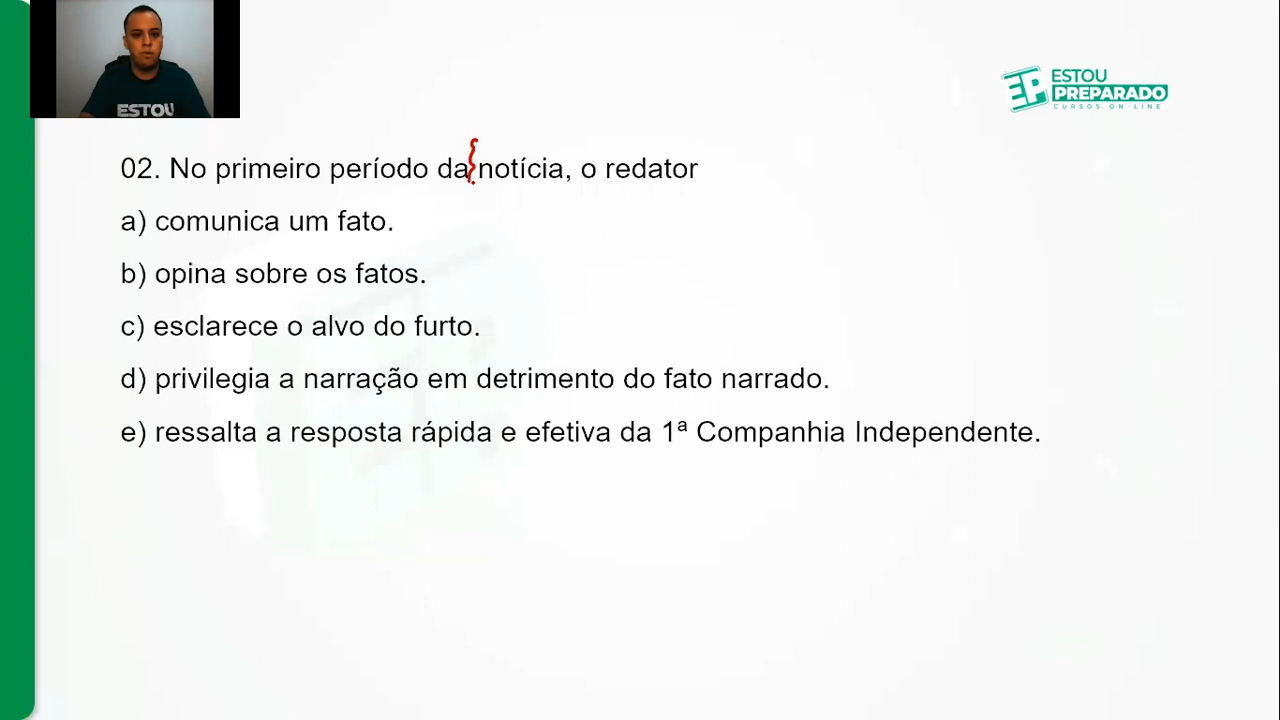 ESTOU
ESTOU
PREPARADO
CURSOS ON-LINE
02. No primeiro período da notícia, o redator
a) comunica um fato.
b) opina sobre os fatos.
c) esclarece o alvo do furto.
d) privilegia a narração em detrimento do fato narrado.
e) ressalta a resposta rápida e efetiva da 1ª Companhia Independente.